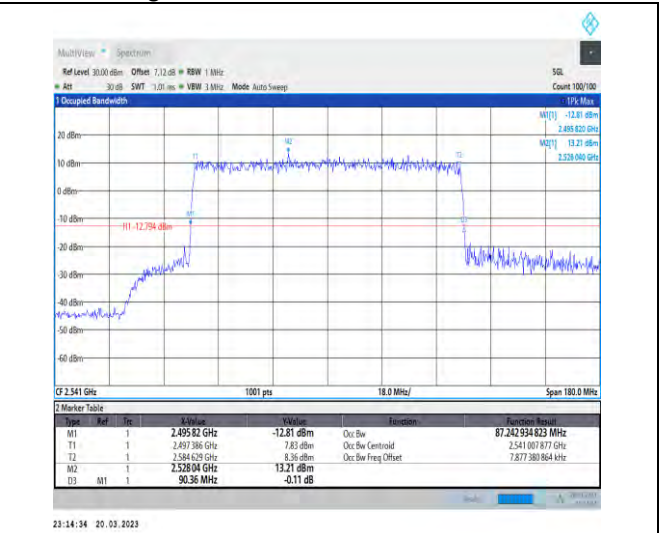 MultiView Spectrum
Ref Level 30.00 dBm Offset 7.12 dB RBW 1 MHz SGL
Att 30 dB SWT 1.01 ms VBW 3 MHz Mode Auto Sweep Count 100/100
1 Occupied Bandwidth 1Pk Max
M1[1] -12.81 dBm
2.495 820 GHz
M2[1] 13.21 dBm
2.528 040 GHz
20 dBm
M2
T1 T2
10 dBm
0 dBm
-10 dBm
M1
H1 -12.794 dBm
-20 dBm
-30 dBm
-40 dBm
-50 dBm
-60 dBm
CF 2.541 GHz 1001 pts 18.0 MHz/ Span 180.0 MHz
2 Marker Table
Type Ref Trc X-Value Y-Value Function Function Result
M1 1 2.495 82 GHz -12.81 dBm Occ Bw 87.242 934 823 MHz
T1 1 2.497 386 GHz 7.83 dBm Occ Bw Centroid 2.541 007 877 GHz
T2 1 2.584 629 GHz 8.36 dBm Occ Bw Freq Offset 7.877 380 864 kHz
M2 1 2.528 04 GHz 13.21 dBm
D3 M1 1 90.36 MHz -0.11 dB
23:14:34 20.03.2023